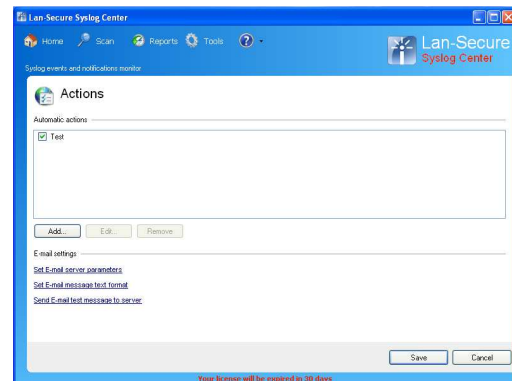 Lan-Secure Syslog Center
Home Scan Reports Tools ?
Lan-Secure
Syslog Center
Syslog events and notifications monitor
Actions
Automatic actions
Test
Add... Edit... Remove
E-mail settings
Set E-mail server parameters
Set E-mail message text format
Send E-mail test message to server
Save Cancel
Your license will be expired in 30 days